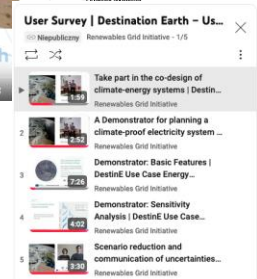 User Survey | Destination Earth – Us...
Niepubliczny Renewables Grid Initiative - 1/5
Take part in the co-design of
climate-energy systems | Destin...
1:59
Renewables Grid Initiative
2
A Demonstrator for planning a
climate-proof electricity system ...
2:52
Renewables Grid Initiative
3
Demonstrator: Basic Features |
DestinE Use Case Energy...
7:26
Renewables Grid Initiative
4
Demonstrator: Sensitivity
Analysis | DestinE Use Case...
4:02
Renewables Grid Initiative
5
Scenario reduction and
communication of uncertainties...
3:30
Renewables Grid Initiative